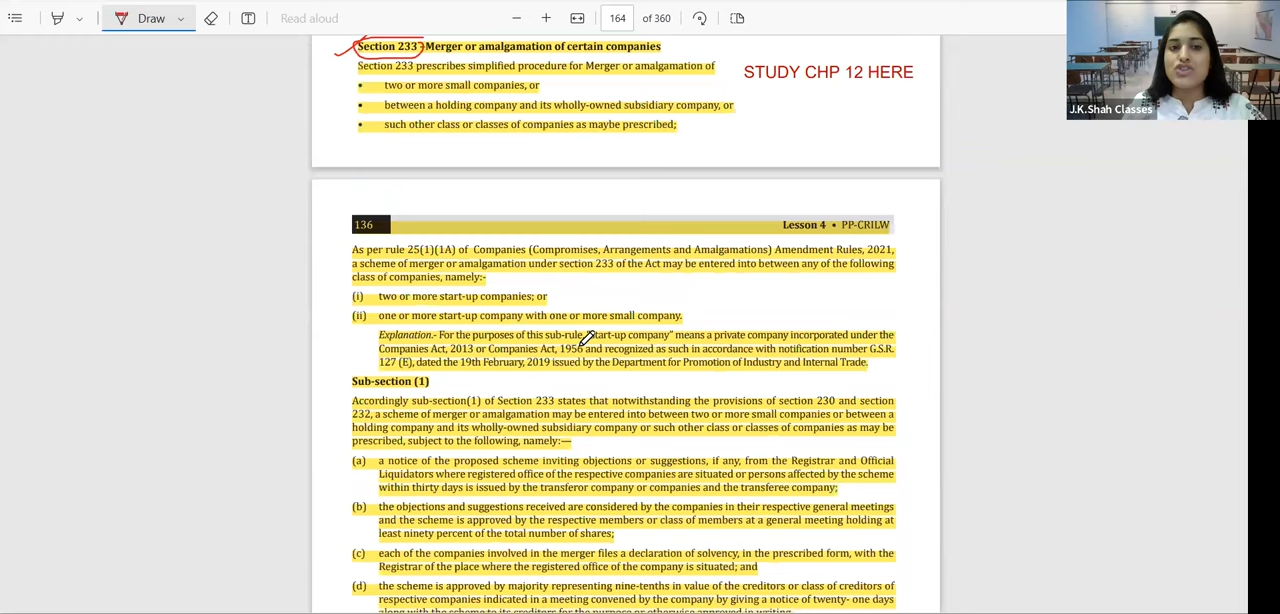 Draw
Read aloud
164 of 360
Section 233 -Merger or amalgamation of certain companies
Section 233 prescribes simplified procedure for Merger or amalgamation of
• two or more small companies, or
• between a holding company and its wholly-owned subsidiary company, or
• such other class or classes of companies as maybe prescribed;
STUDY CHP 12 HERE
J.K.Shah Classes
136 Lesson 4 • PP-CRILW
As per rule 25(1)(1A) of Companies (Compromises, Arrangements and Amalgamations) Amendment Rules, 2021,
a scheme of merger or amalgamation under section 233 of the Act may be entered into between any of the following
class of companies, namely:-
(i) two or more start-up companies; or
(ii) one or more start-up company with one or more small company.
Explanation.- For the purposes of this sub-rule, "start-up company" means a private company incorporated under the
Companies Act, 2013 or Companies Act, 1956 and recognized as such in accordance with notification number G.S.R.
127 (E), dated the 19th February, 2019 issued by the Department for Promotion of Industry and Internal Trade.
Sub-section (1)
Accordingly sub-section(1) of Section 233 states that notwithstanding the provisions of section 230 and section
232, a scheme of merger or amalgamation may be entered into between two or more small companies or between a
holding company and its wholly-owned subsidiary company or such other class or classes of companies as may be
prescribed, subject to the following, namely:—
(a) a notice of the proposed scheme inviting objections or suggestions, if any, from the Registrar and Official
Liquidators where registered office of the respective companies are situated or persons affected by the scheme
within thirty days is issued by the transferor company or companies and the transferee company;
(b) the objections and suggestions received are considered by the companies in their respective general meetings
and the scheme is approved by the respective members or class of members at a general meeting holding at
least ninety percent of the total number of shares;
(c) each of the companies involved in the merger files a declaration of solvency, in the prescribed form, with the
Registrar of the place where the registered office of the company is situated; and
(d) the scheme is approved by majority representing nine-tenths in value of the creditors or class of creditors of
respective companies indicated in a meeting convened by the company by giving a notice of twenty- one days
along with the scheme to its creditors for the purpose or otherwise approved in writing.